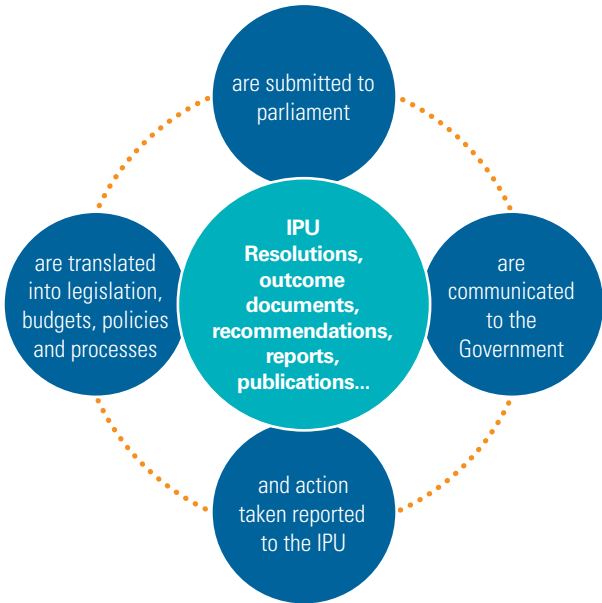 are submitted to
parliament
IPU
Resolutions,
outcome
documents,
recommendations,
reports,
publications...
are translated
into legislation,
budgets, policies
and processes
are
communicated
to the
Government
and action
taken reported
to the IPU